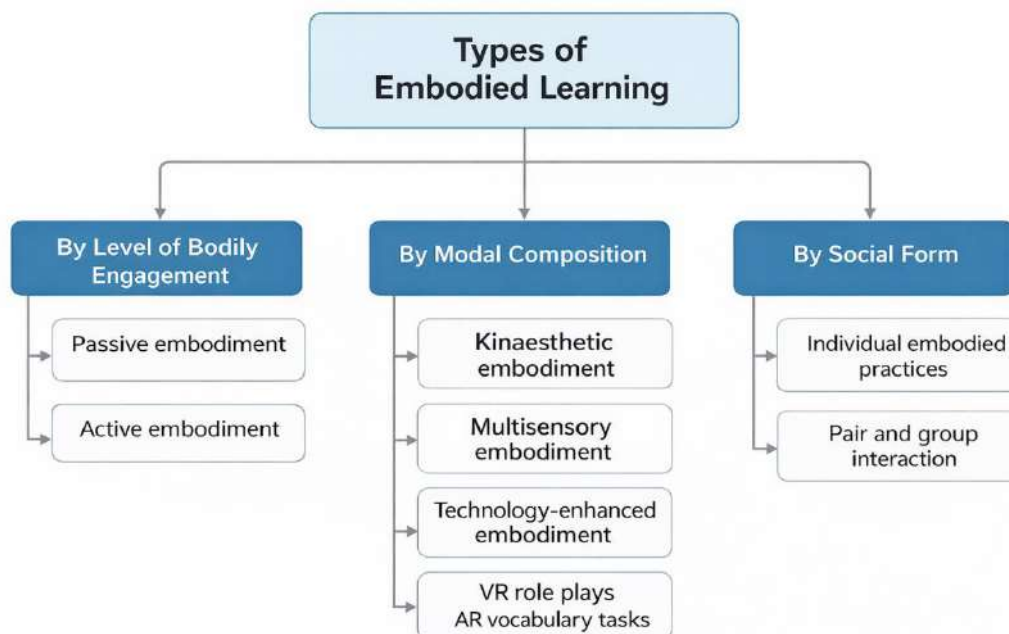 Types of
Embodied Learning
By Level of Bodily
Engagement
Passive embodiment
Active embodiment
By Modal Composition
Kinaesthetic
embodiment
Multisensory
embodiment
Technology-enhanced
embodiment
VR role plays
AR vocabulary tasks
By Social Form
Individual embodied
practices
Pair and group
interaction